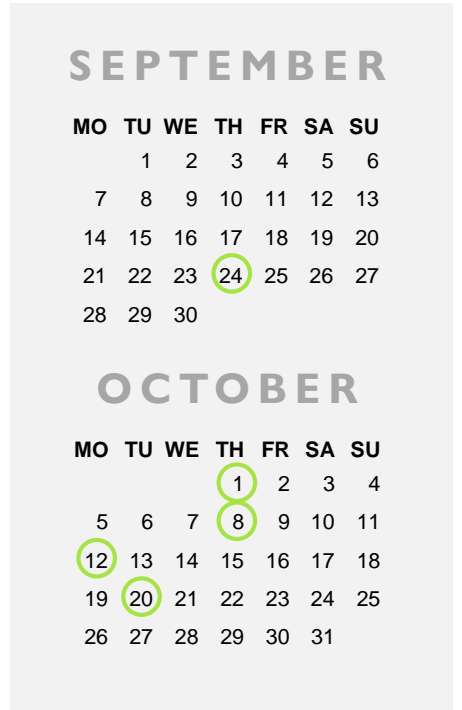 SEPTEMBER
MO TU WE TH FR SA SU
1 2 3 4 5 6
7 8 9 10 11 12 13
14 15 16 17 18 19 20
21 22 23 24 25 26 27
28 29 30
OCTOBER
MO TU WE TH FR SA SU
1 2 3 4
5 6 7 8 9 10 11
12 13 14 15 16 17 18
19 20 21 22 23 24 25
26 27 28 29 30 31